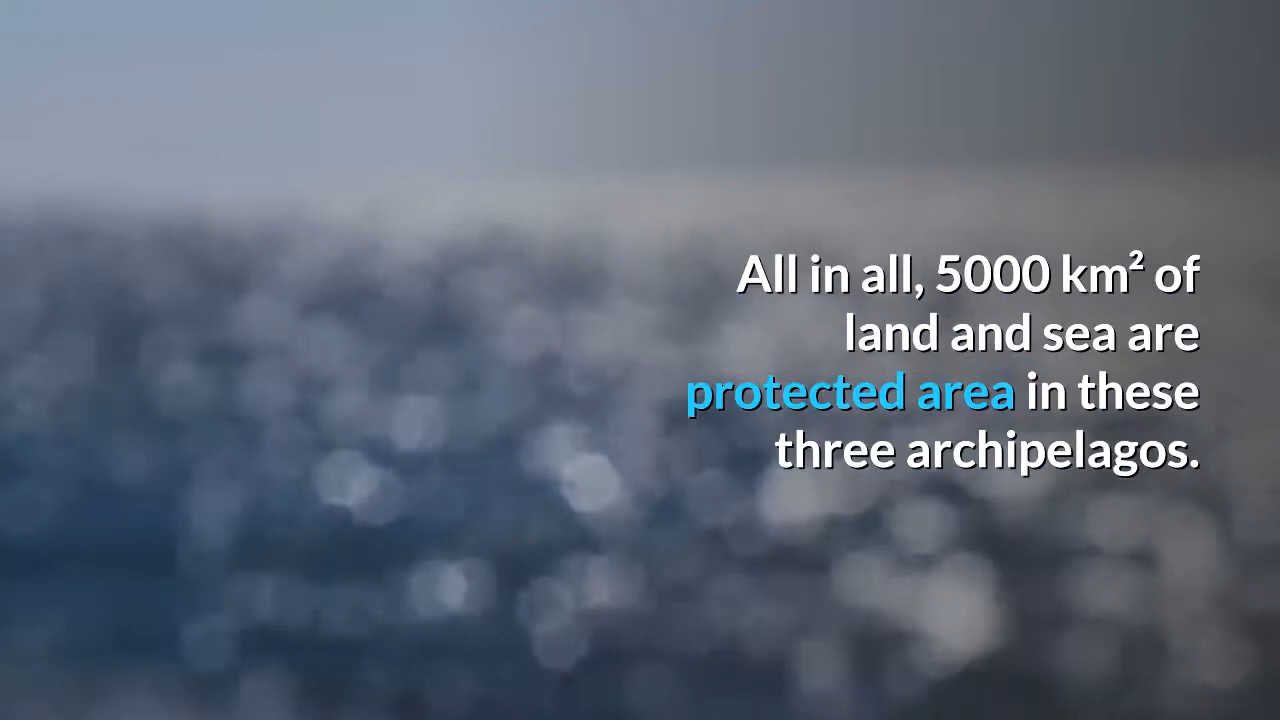 All in all, 5000 km² of
land and sea are
protected area in these
three archipelagos.